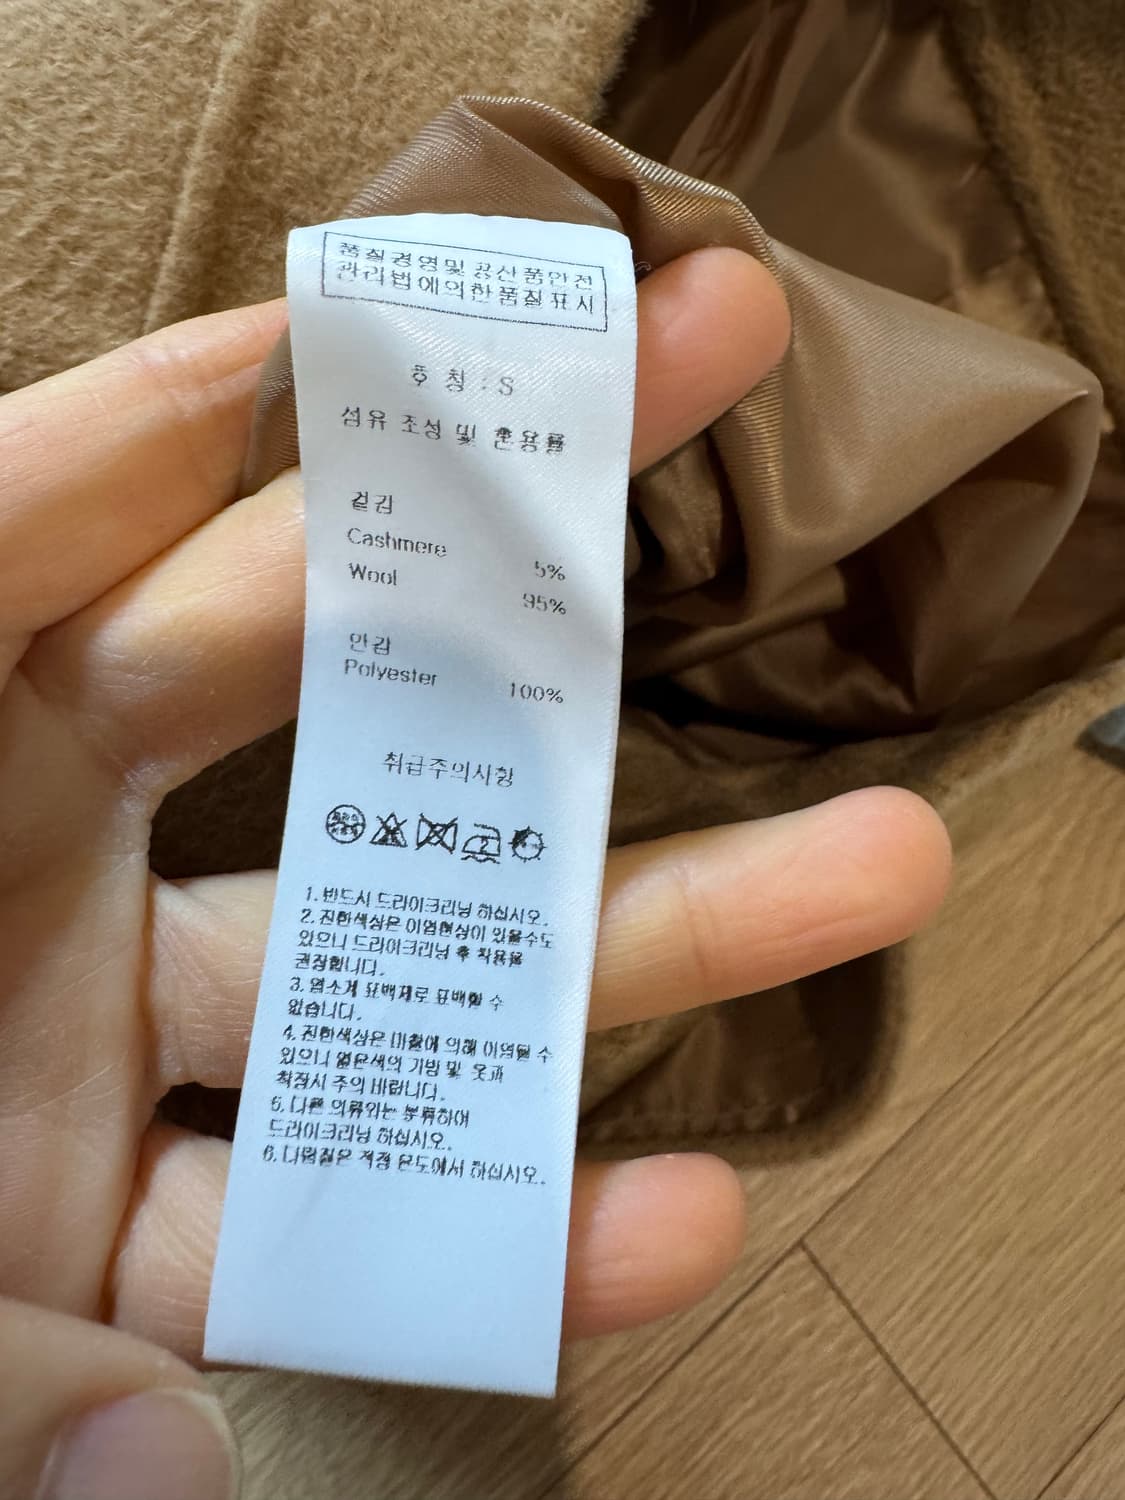 품질경영및 공산품안전
관리법에의한품질표시
호 칭 : S
섬유 조성 및 혼용률
겉감
Cashmere 5%
Wool 95%
안감
Polyester 100%
취급주의사항
1. 반드시 드라이크리닝 하십시오.
2. 진한색상은 이염현상이 있을수도
있으니 드라이크리닝 후 착용을
권장합니다.
3. 염소계 표백제로 표백할 수
없습니다.
4. 진한색상은 마찰에 의해 이염될 수
있으니 옅은색의 가방 및 옷과
착장시 주의 바랍니다.
5. 다른 의류와는 분류하여
드라이크리닝 하십시오.
6. 다림질은 적정 온도에서 하십시오.